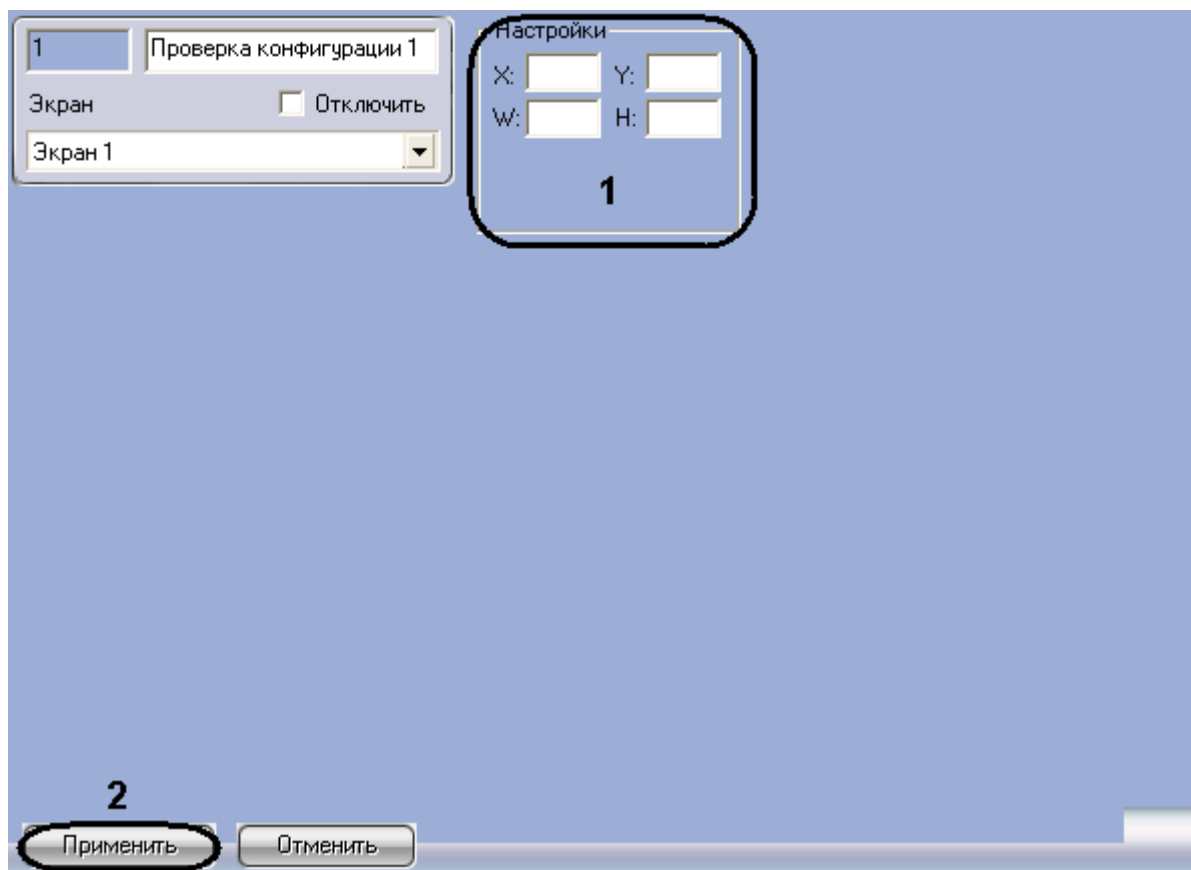 1 Проверка конфигурации 1
Экран Отключить
Экран 1
Настройки
X: Y:
W: H:
1
2
Применить Отменить